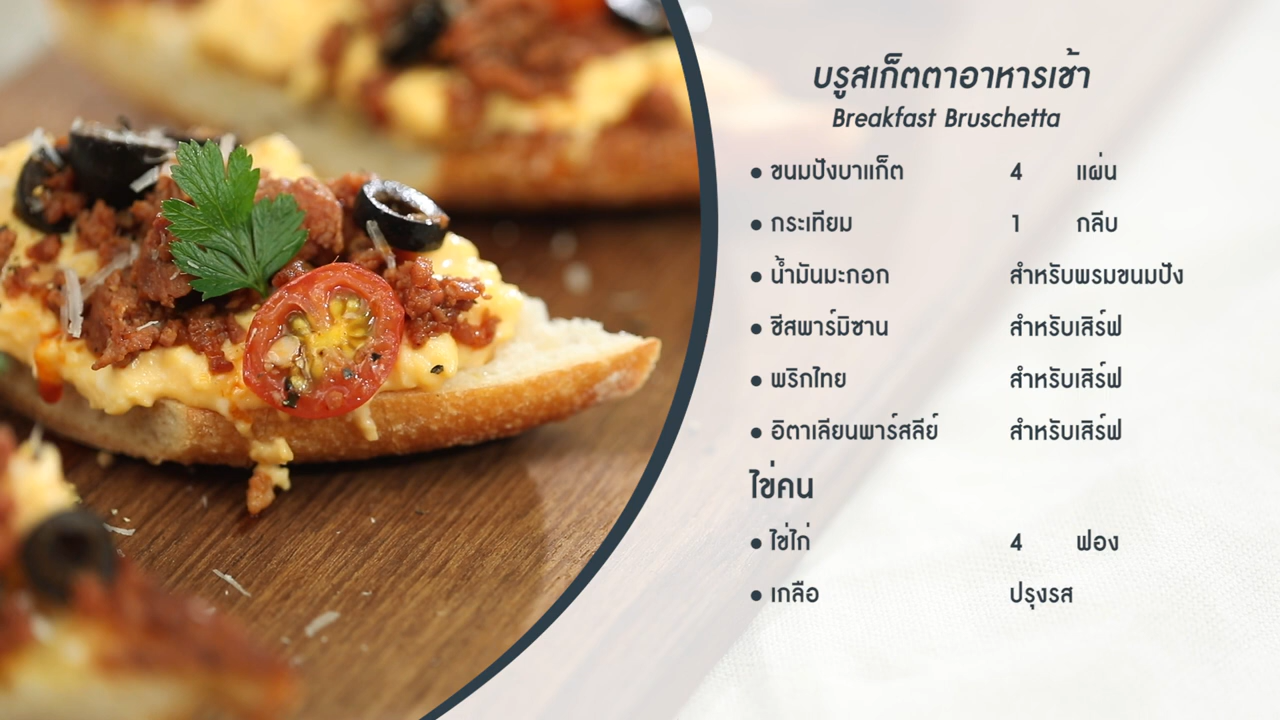 บรูสเก็ตตาอาหารเช้า
Breakfast Bruschetta
• ขนมปังบาแก็ต 4 แผ่น
• กระเทียม 1 กลีบ
• น้ำมันมะกอก สำหรับพรมขนมปัง
• ชีสพาร์มิซาน สำหรับเสิร์ฟ
• พริกไทย สำหรับเสิร์ฟ
• อิตาเลียนพาร์สลีย์ สำหรับเสิร์ฟ
ไข่คน
• ไข่ไก่ 4 ฟอง
• เกลือ ปรุงรส